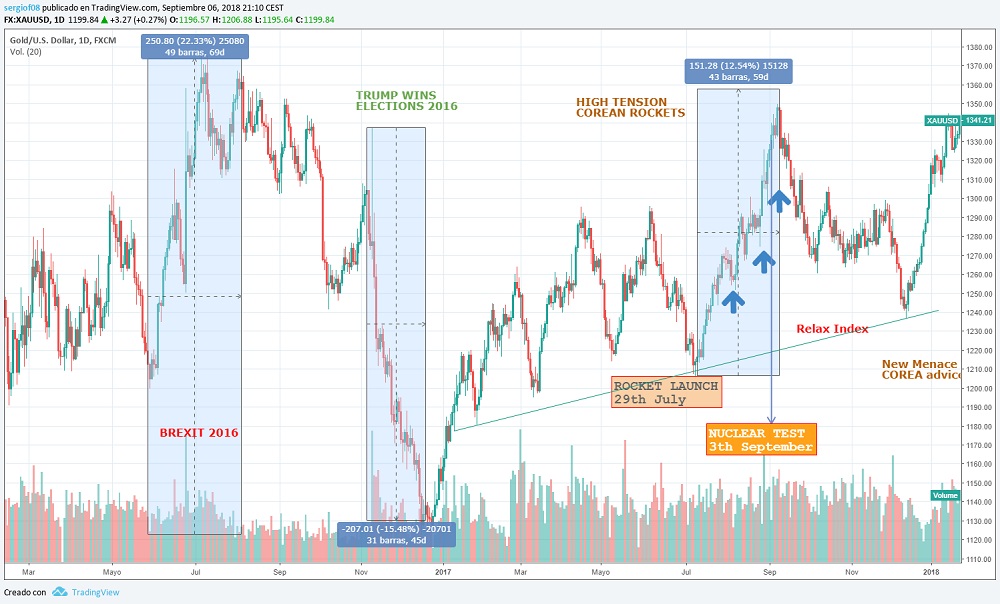 sergiof08 publicado en TradingView.com, Septiembre 06, 2018 21:10 CEST
FX:XAUUSD, 1D 1199.84 ▲ +3.27 (+0.27%) O:1196.57 H:1206.88 L:1195.64 C:1199.84
Gold/U.S. Dollar, 1D, FXCM
Vol. (20)
250.80 (22.33%) 25080
49 barras, 69d
TRUMP WINS
ELECTIONS 2016
HIGH TENSION
COREAN ROCKETS
151.28 (12.54%) 15128
43 barras, 59d
BREXIT 2016
-207.01 (-15.48%) -20701
31 barras, 45d
ROCKET LAUNCH
29th July
NUCLEAR TEST
3th September
Relax Index
New Menace
COREA advice
XAUUSD 1341.21
Volume
1380.00
1370.00
1360.00
1350.00
1330.00
1320.00
1310.00
1300.00
1290.00
1280.00
1270.00
1260.00
1250.00
1240.00
1230.00
1220.00
1210.00
1200.00
1190.00
1180.00
1170.00
1160.00
1150.00
1140.00
1130.00
1120.00
1110.00
Mar Mayo Jul Sep Nov 2017 Mar Mayo Jul Sep Nov 2018
Creado con TradingView